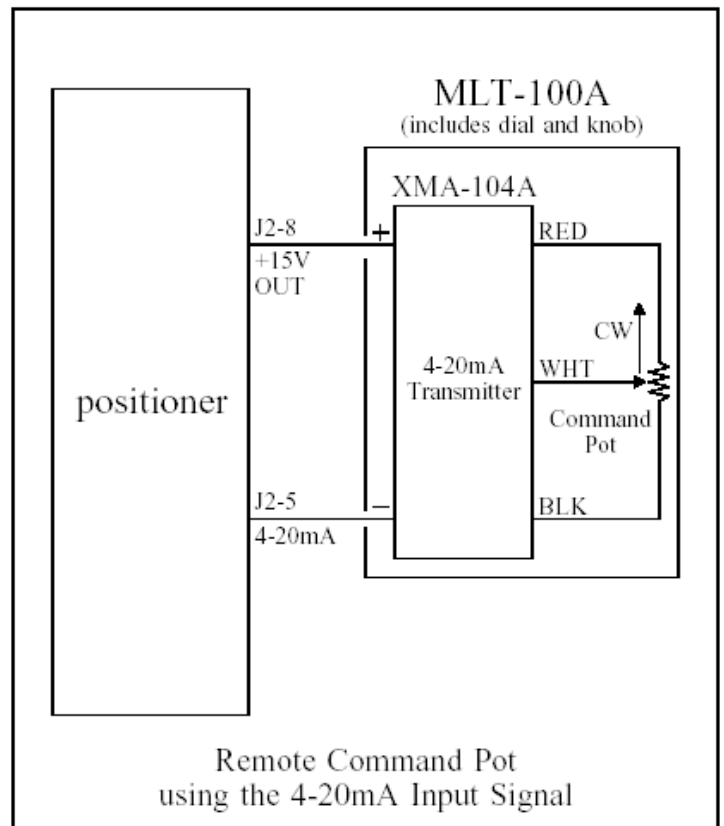 MLT-100A
(includes dial and knob)
XMA-104A
J2-8
+
RED
+15V
OUT
CW
positioner
4-20mA
Transmitter
WHT
Command
Pot
J2-5
−
BLK
4-20mA
Remote Command Pot
using the 4-20mA Input Signal